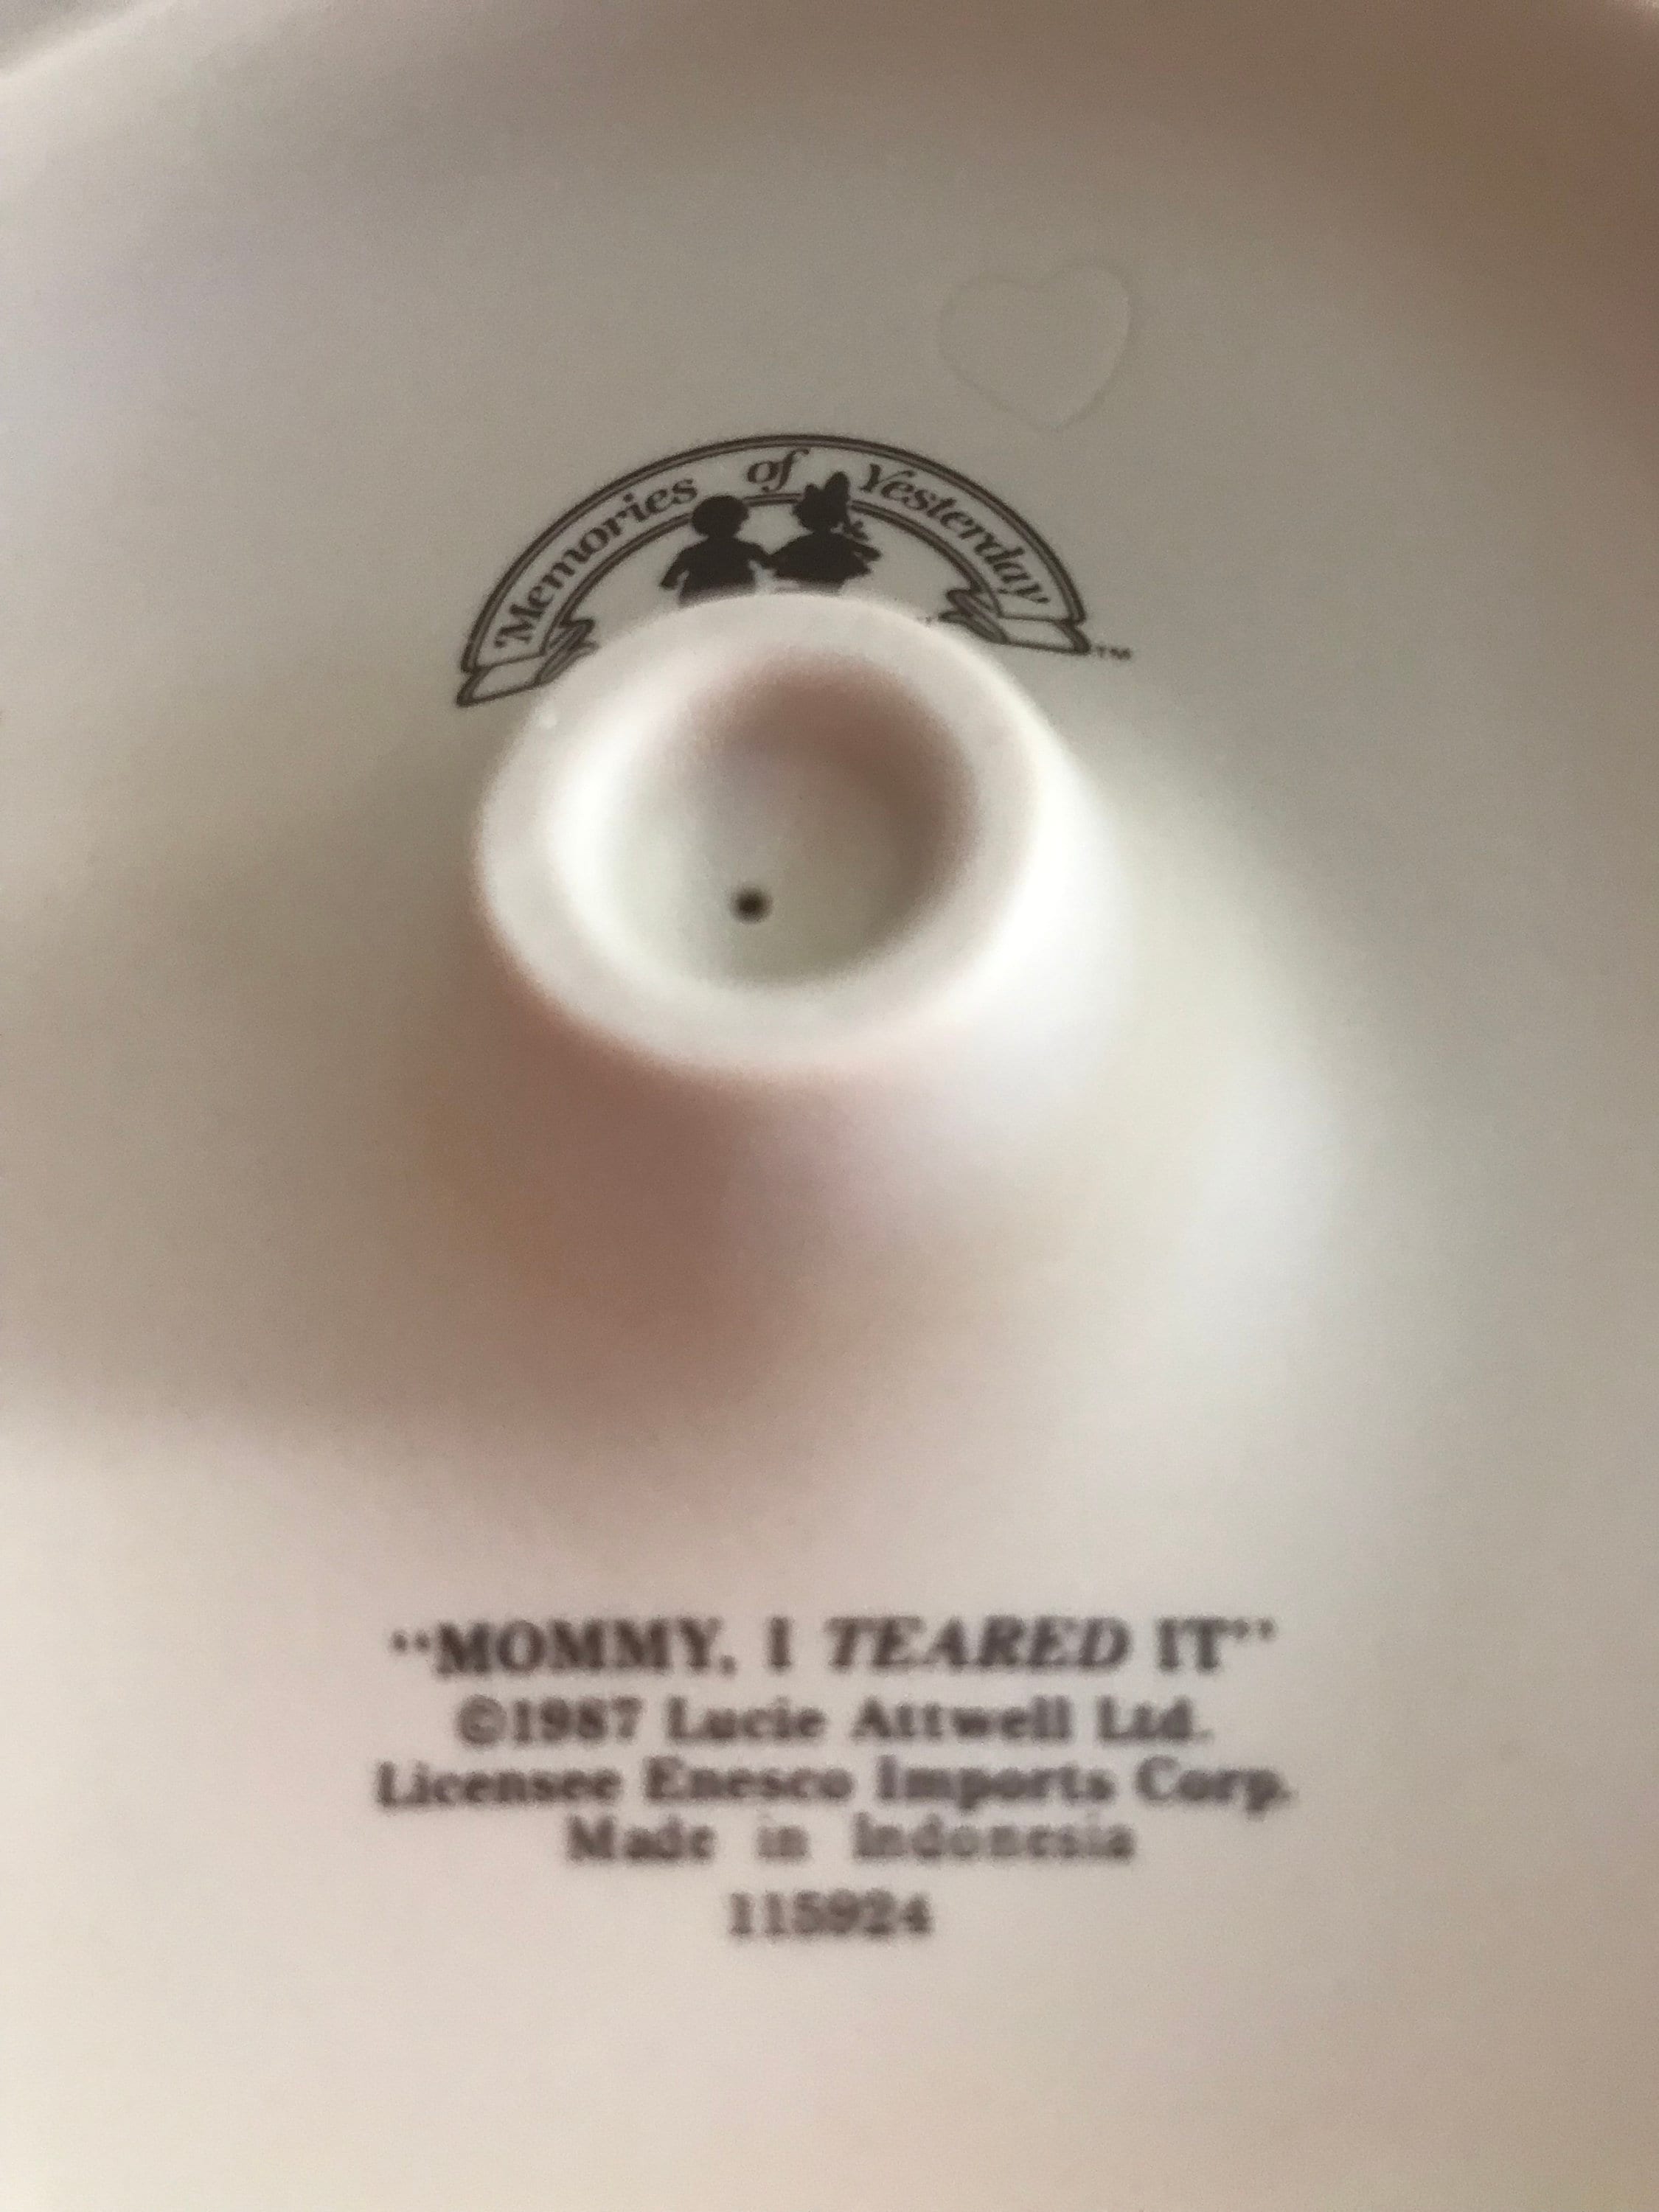 Memories of Yesterday TM
"MOMMY, I TEARED IT"
©1987 Lucie Attwell Ltd.
Licensee Enesco Imports Corp.
Made in Indonesia
115924